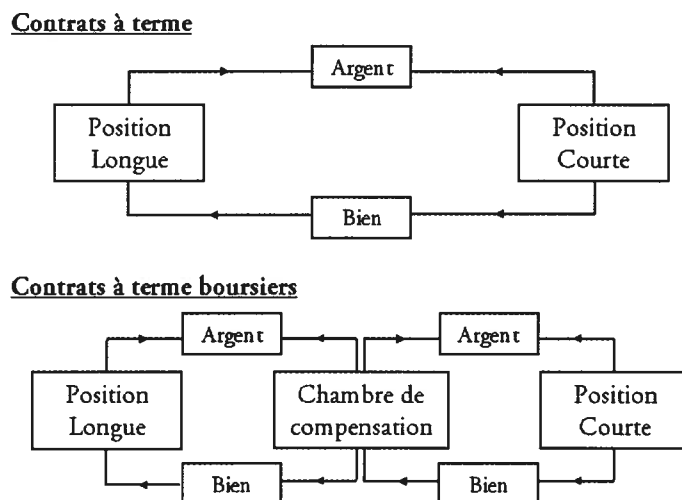 Contrats à terme
Argent
Position
Longue
Position
Courte
Bien
Contrats à terme boursiers
Argent
Argent
Position
Longue
Chambre de
compensation
Position
Courte
Bien
Bien